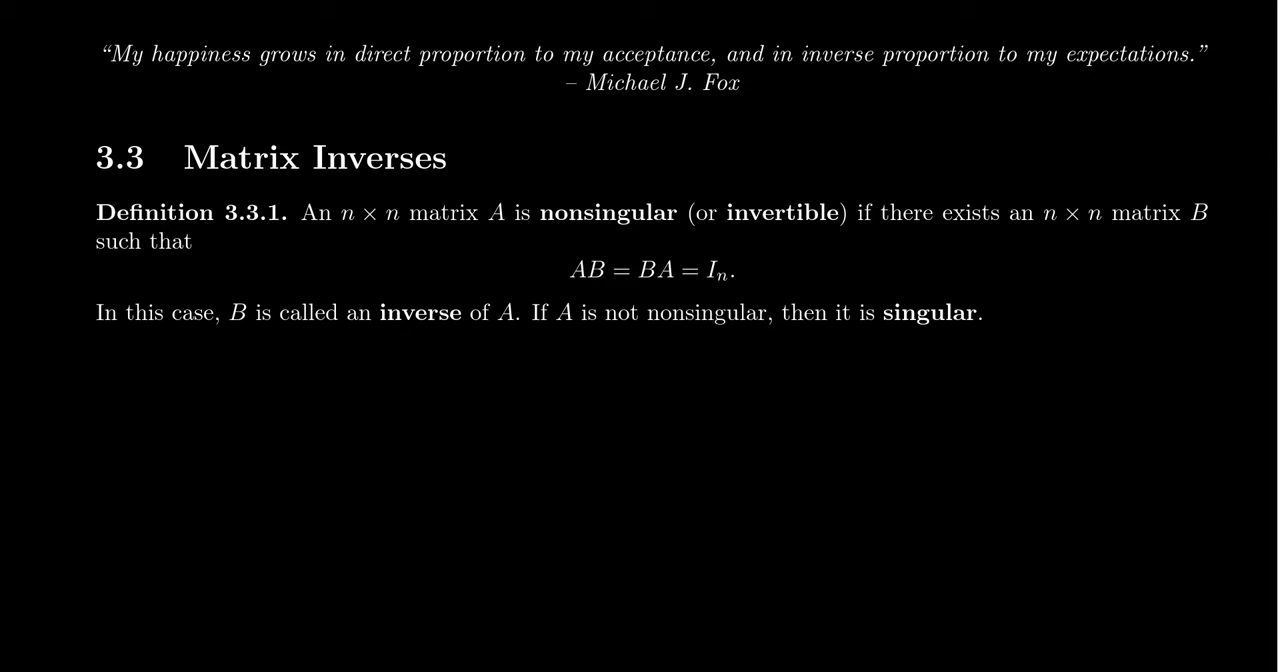 “My happiness grows in direct proportion to my acceptance, and in inverse proportion to my expectations.”
– Michael J. Fox
3.3 Matrix Inverses
Definition 3.3.1. An n × n matrix A is nonsingular (or invertible) if there exists an n × n matrix B
such that
AB = BA = Iₙ.
In this case, B is called an inverse of A. If A is not nonsingular, then it is singular.